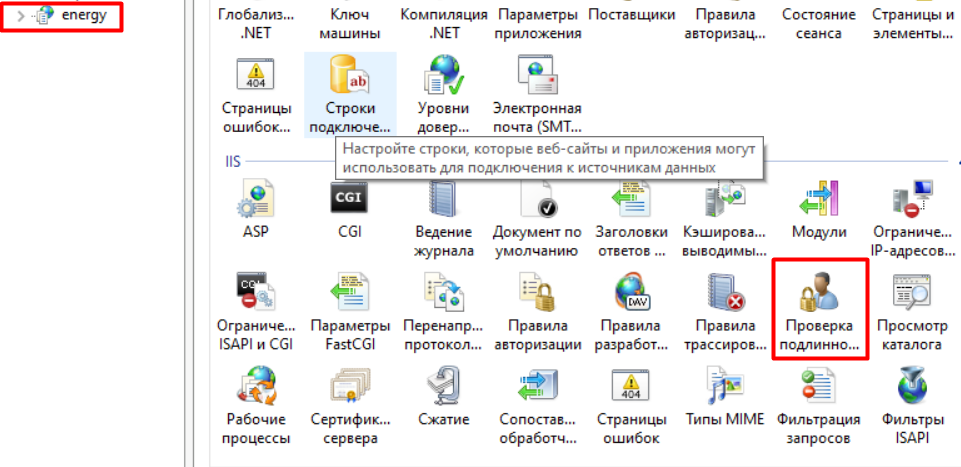 energy
Глобализ... Ключ Компиляция Параметры Поставщики Правила Состояние Страницы и
.NET машины .NET приложения авторизац... сеанса элементы...
404 ab
Страницы Строки Уровни Электронная
ошибок... подключе... довер... почта (SMT...
Настройте строки, которые веб-сайты и приложения могут
использовать для подключения к источникам данных
IIS
CGI
ASP CGI Ведение Документ по Заголовки Кэширова... Модули Ограниче...
журнала умолчанию ответов ... выводимы... IP-адресов...
CGI DAV
Ограниче... Параметры Перенапр... Правила Правила Правила Проверка Просмотр
ISAPI и CGI FastCGI протокол... авторизации разработ... трассиров... подлинно... каталога
404
Рабочие Сертифик... Сжатие Сопостав... Страницы Типы MIME Фильтрация Фильтры
процессы сервера обработч... ошибок запросов ISAPI